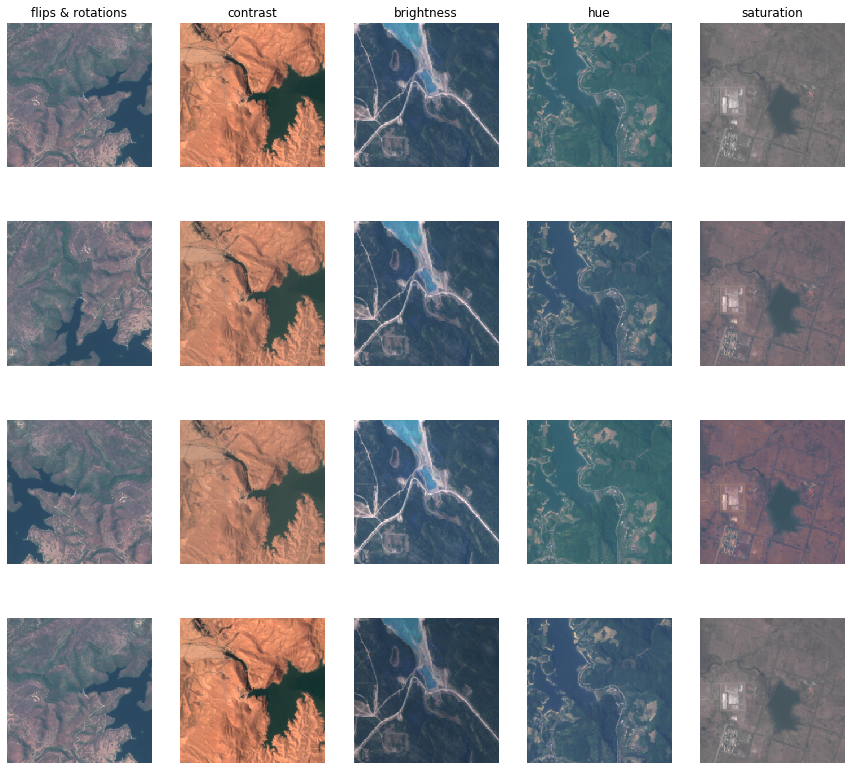 flips & rotations
contrast
brightness
hue
saturation